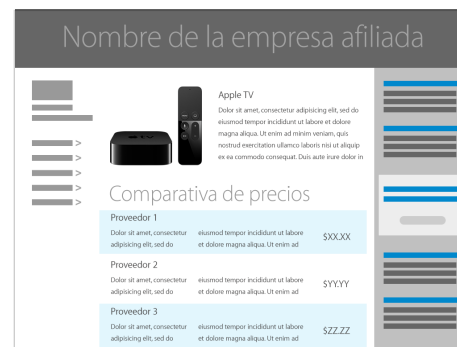 Nombre de la empresa afiliada
Apple TV
Dolor sit amet, consectetur adipisicing elit, sed do
eiusmod tempor incididunt ut labore et dolore
magna aliqua. Ut enim ad minim veniam, quis
nostrud exercitation ullamco laboris nisi ut aliquip
ex ea commodo consequat. Duis aute irure dolor in
tv
Comparativa de precios
Proveedor 1
Dolor sit amet, consectetur eiusmod tempor incididunt ut labore
adipisicing elit, sed do et dolore magna aliqua. Ut enim ad
$XX.XX
Proveedor 2
Dolor sit amet, consectetur eiusmod tempor incididunt ut labore
adipisicing elit, sed do et dolore magna aliqua. Ut enim ad
$YY.YY
Proveedor 3
Dolor sit amet, consectetur eiusmod tempor incididunt ut labore
adipisicing elit, sed do et dolore magna aliqua. Ut enim ad
$ZZ.ZZ